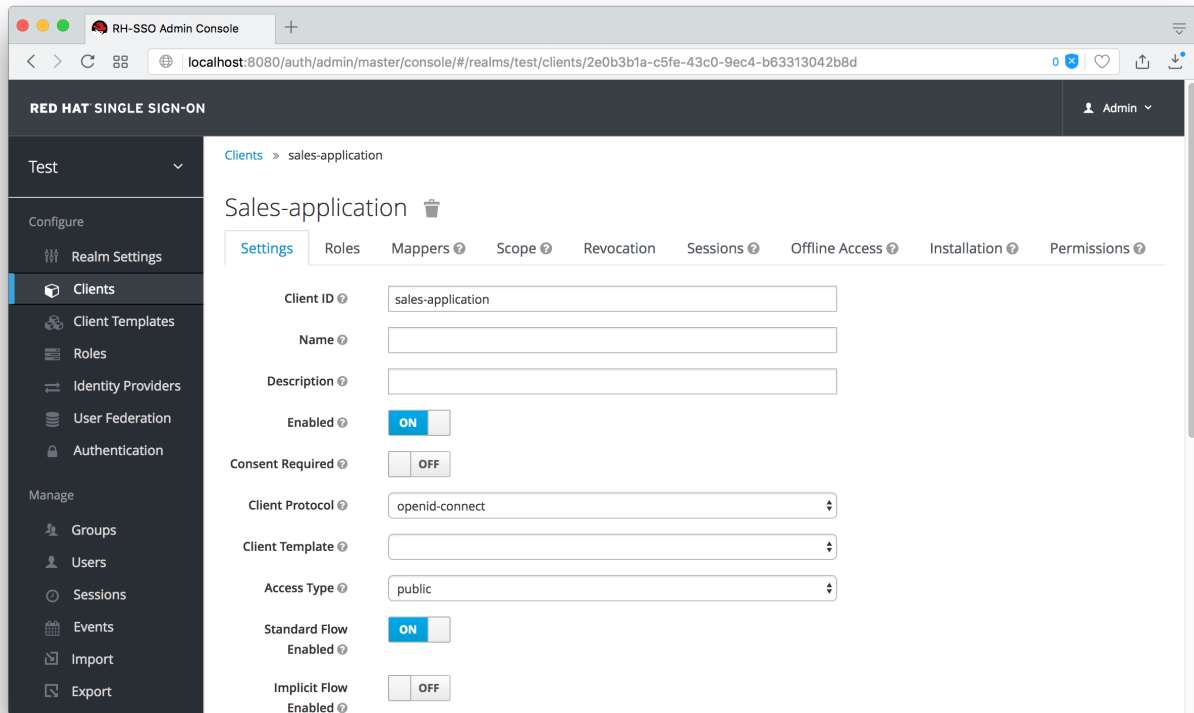 RH-SSO Admin Console
localhost:8080/auth/admin/master/console/#/realms/test/clients/2e0b3b1a-c5fe-43c0-9ec4-b63313042b8d
0
RED HAT SINGLE SIGN-ON
Admin
Test
Configure
Realm Settings
Clients
Client Templates
Roles
Identity Providers
User Federation
Authentication
Manage
Groups
Users
Sessions
Events
Import
Export
Clients » sales-application
Sales-application
Settings Roles Mappers ? Scope ? Revocation Sessions ? Offline Access ? Installation ? Permissions ?
Client ID ? sales-application
Name ?
Description ?
Enabled ? ON
Consent Required ? OFF
Client Protocol ? openid-connect
Client Template ?
Access Type ? public
Standard Flow ON
Enabled ?
Implicit Flow OFF
Enabled ?